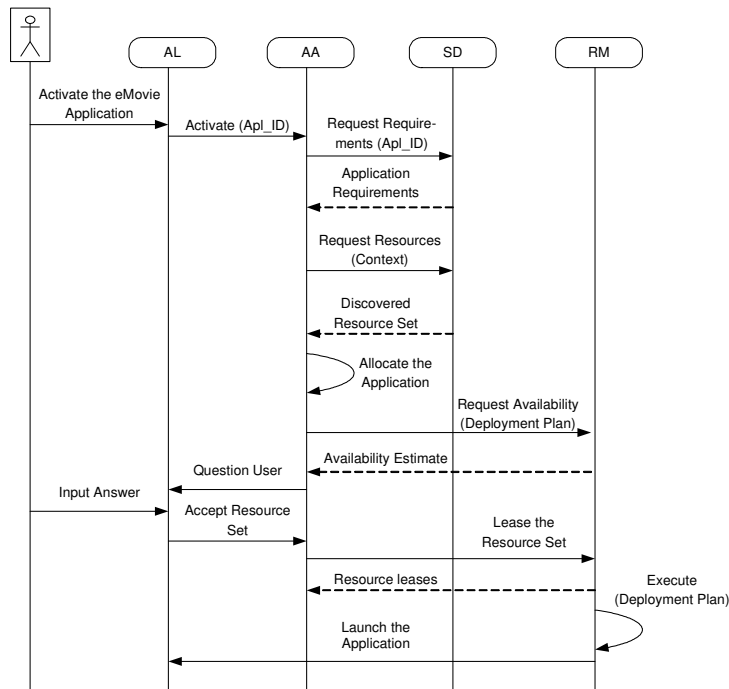 AL
AA
SD
RM
Activate the eMovie
Application
Activate (Apl_ID)
Request Require-
ments (Apl_ID)
Application
Requirements
Request Resources
(Context)
Discovered
Resource Set
Allocate the
Application
Request Availability
(Deployment Plan)
Availability Estimate
Question User
Input Answer
Accept Resource
Set
Lease the
Resource Set
Resource leases
Execute
(Deployment Plan)
Launch the
Application